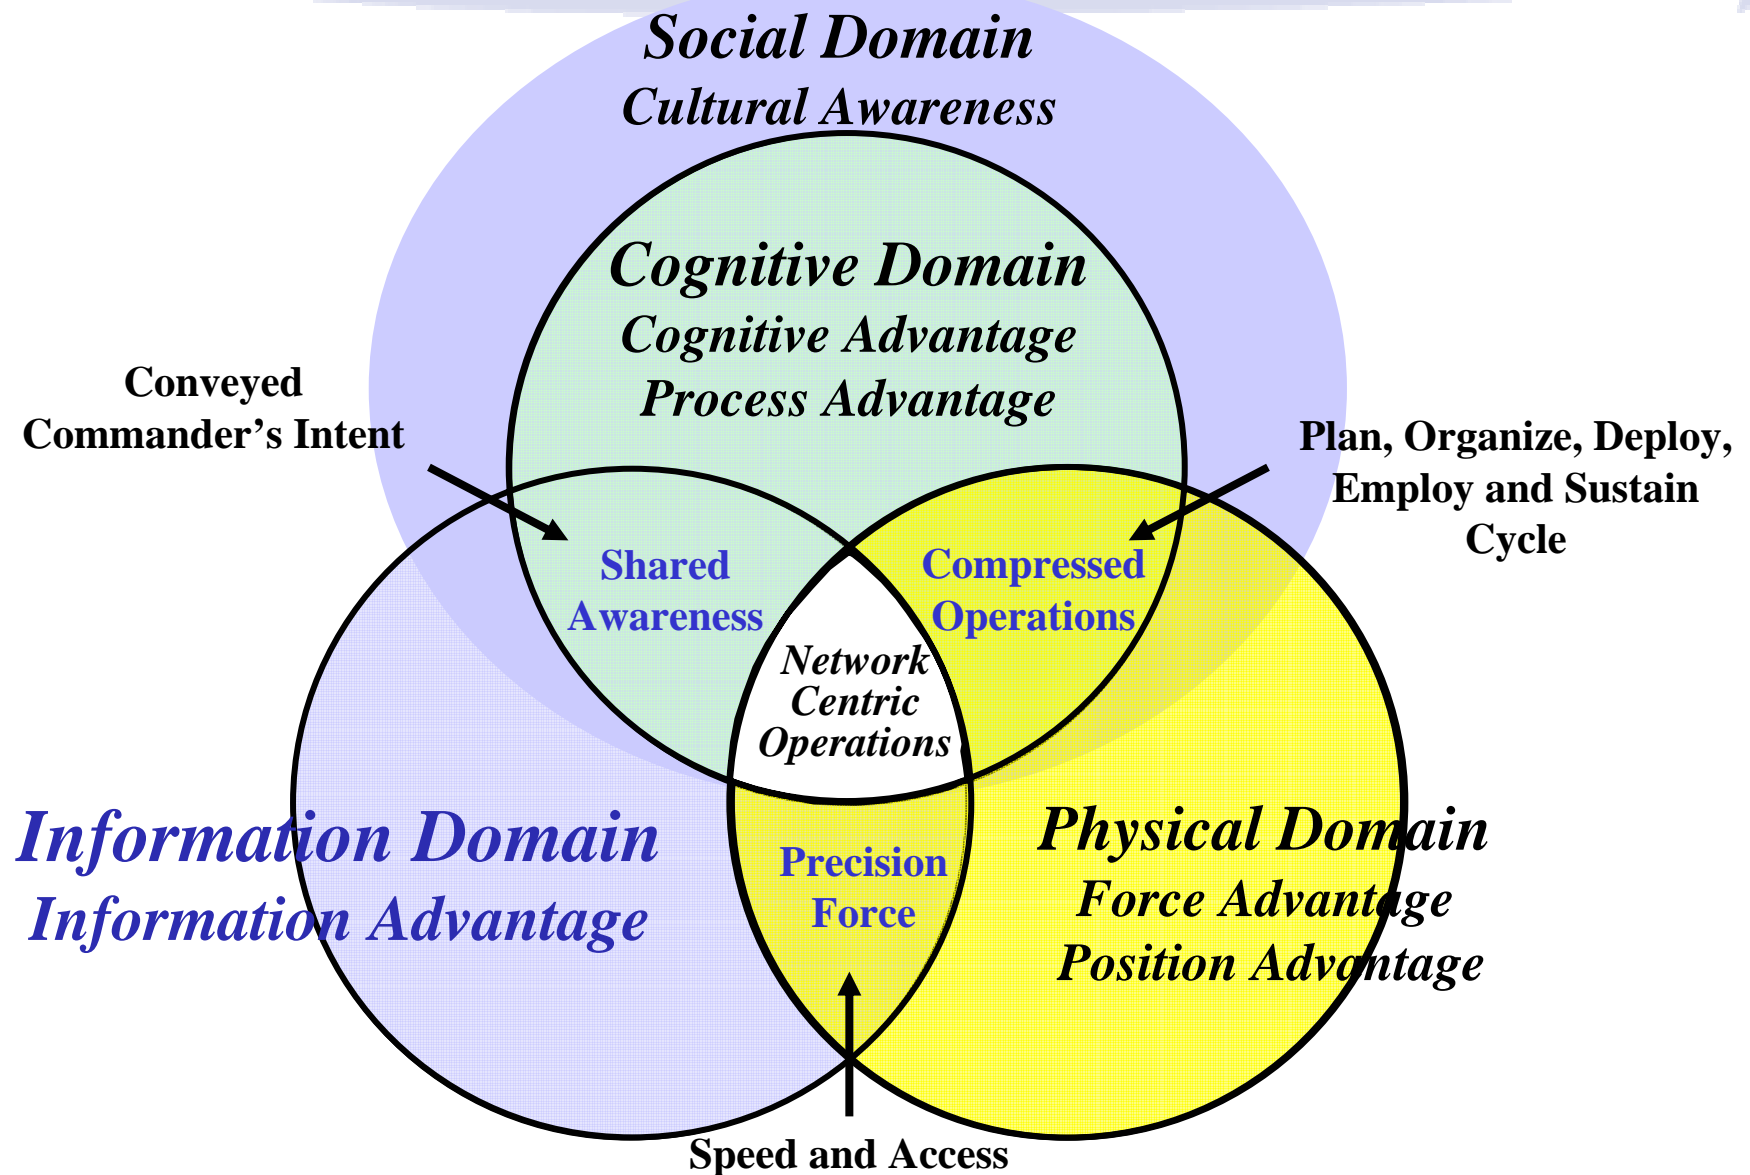 Social Domain
Cultural Awareness
Cognitive Domain
Cognitive Advantage
Process Advantage
Conveyed
Commander’s Intent
Plan, Organize, Deploy,
Employ and Sustain
Cycle
Shared
Awareness
Compressed
Operations
Network
Centric
Operations
Information Domain
Information Advantage
Precision
Force
Physical Domain
Force Advantage
Position Advantage
Speed and Access